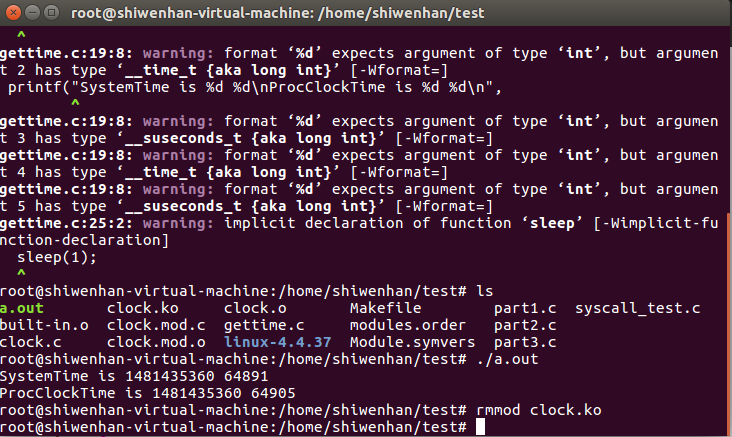 root@shiwenhan-virtual-machine: /home/shiwenhan/test
^
gettime.c:19:8: warning: format ‘%d’ expects argument of type ‘int’, but argumen
t 2 has type ‘__time_t {aka long int}’ [-Wformat=]
printf("SystemTime is %d %d\nProcClockTime is %d %d\n",
^
gettime.c:19:8: warning: format ‘%d’ expects argument of type ‘int’, but argumen
t 3 has type ‘__suseconds_t {aka long int}’ [-Wformat=]
gettime.c:19:8: warning: format ‘%d’ expects argument of type ‘int’, but argumen
t 4 has type ‘__time_t {aka long int}’ [-Wformat=]
gettime.c:19:8: warning: format ‘%d’ expects argument of type ‘int’, but argumen
t 5 has type ‘__suseconds_t {aka long int}’ [-Wformat=]
gettime.c:25:2: warning: implicit declaration of function ‘sleep’ [-Wimplicit-fu
nction-declaration]
sleep(1);
^
root@shiwenhan-virtual-machine:/home/shiwenhan/test# ls
a.out clock.ko clock.o Makefile part1.c syscall_test.c
built-in.o clock.mod.c gettime.c modules.order part2.c
clock.c clock.mod.o linux-4.4.37 Module.symvers part3.c
root@shiwenhan-virtual-machine:/home/shiwenhan/test# ./a.out
SystemTime is 1481435360 64891
ProcClockTime is 1481435360 64905
root@shiwenhan-virtual-machine:/home/shiwenhan/test# rmmod clock.ko
root@shiwenhan-virtual-machine:/home/shiwenhan/test#